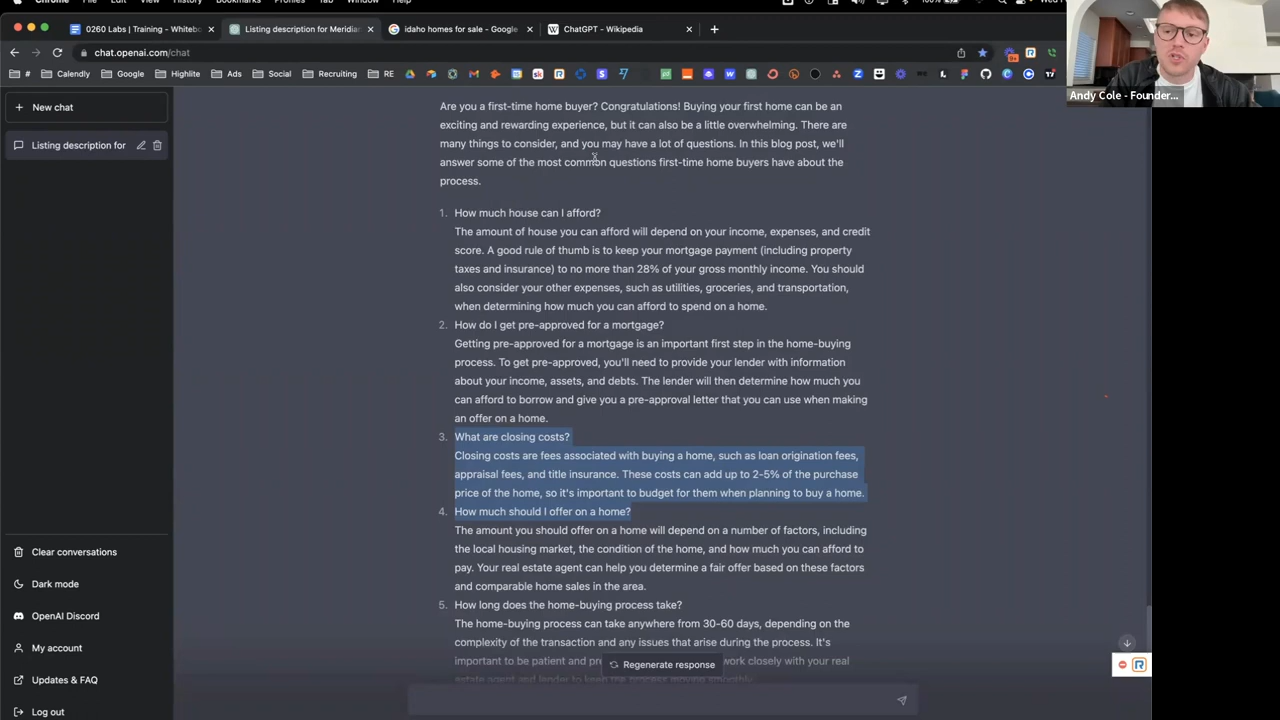 Chrome File Edit View History Bookmarks Profiles Tab Window Help
0260 Labs | Training - Whitebo
Listing description for Meridia
idaho homes for sale - Google
ChatGPT - Wikipedia
chat.openai.com/chat
#
Calendly
Google
Highlite
Ads
Social
Recruiting
RE
Andy Cole - Founder...
New chat
Listing description for
Are you a first-time home buyer? Congratulations! Buying your first home can be an
exciting and rewarding experience, but it can also be a little overwhelming. There are
many things to consider, and you may have a lot of questions. In this blog post, we'll
answer some of the most common questions first-time home buyers have about the
process.
1. How much house can I afford?
The amount of house you can afford will depend on your income, expenses, and credit
score. A good rule of thumb is to keep your mortgage payment (including property
taxes and insurance) to no more than 28% of your gross monthly income. You should
also consider your other expenses, such as utilities, groceries, and transportation,
when determining how much you can afford to spend on a home.
2. How do I get pre-approved for a mortgage?
Getting pre-approved for a mortgage is an important first step in the home-buying
process. To get pre-approved, you'll need to provide your lender with information
about your income, assets, and debts. The lender will then determine how much you
can afford to borrow and give you a pre-approval letter that you can use when making
an offer on a home.
3. What are closing costs?
Closing costs are fees associated with buying a home, such as loan origination fees,
appraisal fees, and title insurance. These costs can add up to 2-5% of the purchase
price of the home, so it's important to budget for them when planning to buy a home.
4. How much should I offer on a home?
The amount you should offer on a home will depend on a number of factors, including
the local housing market, the condition of the home, and how much you can afford to
pay. Your real estate agent can help you determine a fair offer based on these factors
and comparable home sales in the area.
5. How long does the home-buying process take?
The home-buying process can take anywhere from 30-60 days, depending on the
complexity of the transaction and any issues that arise during the process. It's
important to be patient and work closely with your real
estate agent and lender to keep the process moving smoothly.
Regenerate response
Clear conversations
Dark mode
OpenAI Discord
My account
Updates & FAQ
Log out